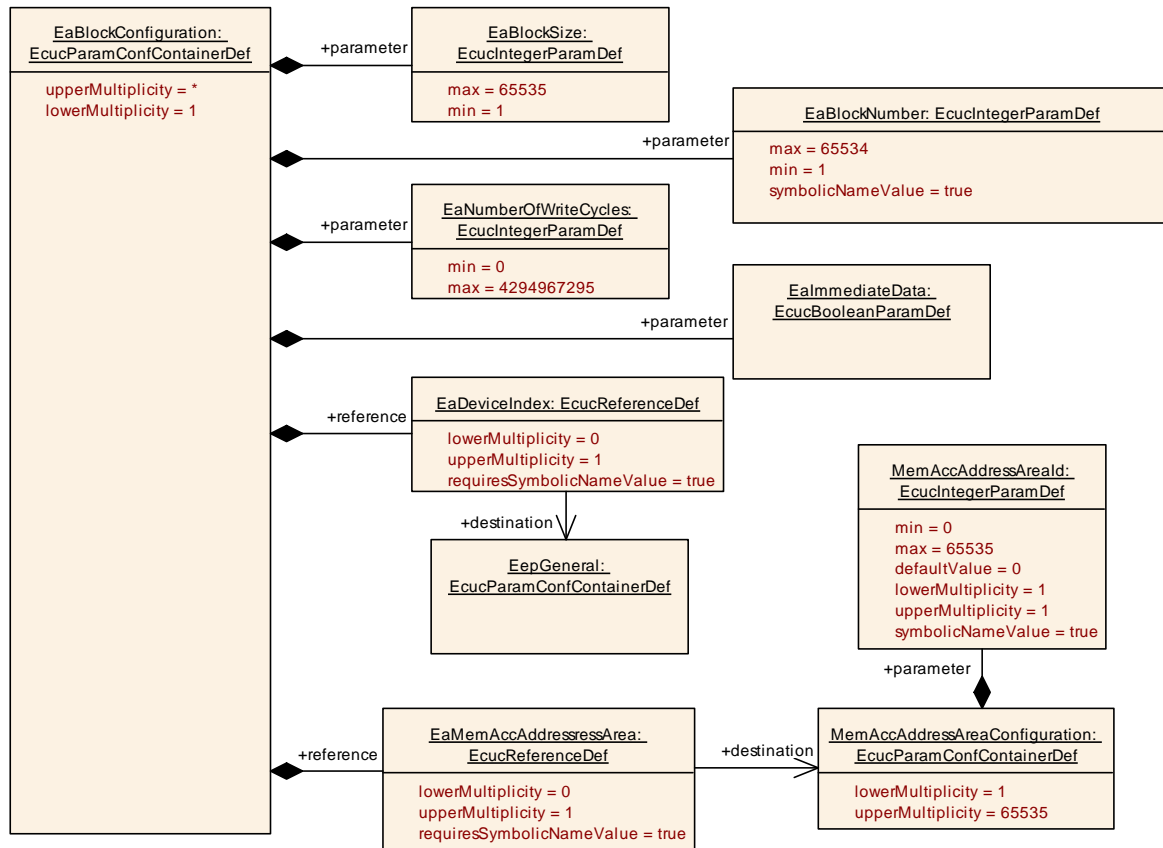 EaBlockConfiguration:
EcucParamConfContainerDef
upperMultiplicity = *
lowerMultiplicity = 1
+parameter
EaBlockSize:
EcucIntegerParamDef
max = 65535
min = 1
+parameter
EaBlockNumber: EcucIntegerParamDef
max = 65534
min = 1
symbolicNameValue = true
+parameter
EaNumberOfWriteCycles:
EcucIntegerParamDef
min = 0
max = 4294967295
+parameter
EaImmediateData:
EcucBooleanParamDef
+reference
EaDeviceIndex: EcucReferenceDef
lowerMultiplicity = 0
upperMultiplicity = 1
requiresSymbolicNameValue = true
+destination
EepGeneral:
EcucParamConfContainerDef
MemAccAddressAreaId:
EcucIntegerParamDef
min = 0
max = 65535
defaultValue = 0
lowerMultiplicity = 1
upperMultiplicity = 1
symbolicNameValue = true
+parameter
+reference
EaMemAccAddressressArea:
EcucReferenceDef
lowerMultiplicity = 0
upperMultiplicity = 1
requiresSymbolicNameValue = true
+destination
MemAccAddressAreaConfiguration:
EcucParamConfContainerDef
lowerMultiplicity = 1
upperMultiplicity = 65535